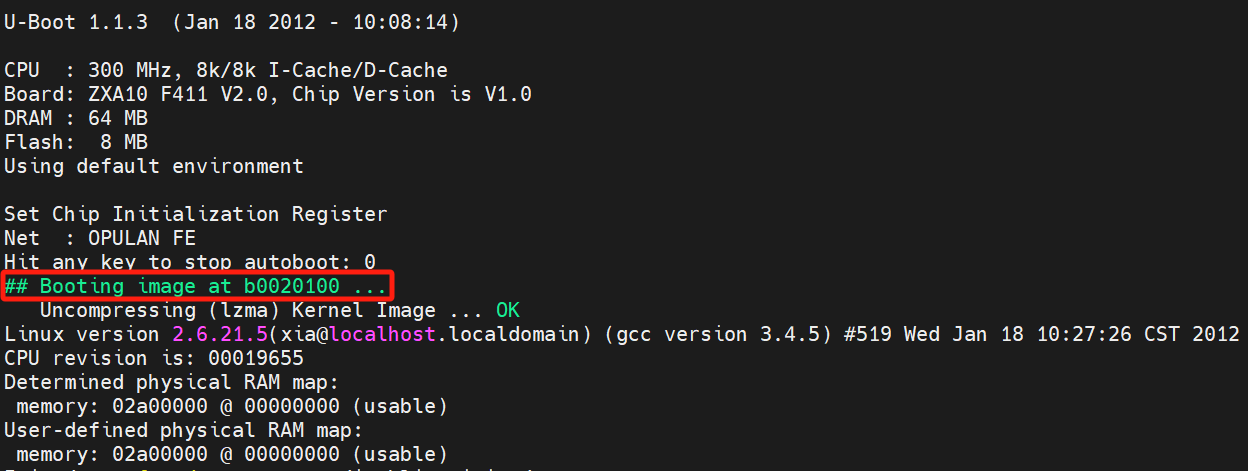 U-Boot 1.1.3  (Jan 18 2012 - 10:08:14)
CPU  : 300 MHz, 8k/8k I-Cache/D-Cache
Board: ZXA10 F411 V2.0, Chip Version is V1.0
DRAM : 64 MB
Flash:  8 MB
Using default environment
Set Chip Initialization Register
Net  : OPULAN FE
Hit any key to stop autoboot: 0
## Booting image at b0020100 ...
   Uncompressing (lzma) Kernel Image ... OK
Linux version 2.6.21.5(xia@localhost.localdomain) (gcc version 3.4.5) #519 Wed Jan 18 10:27:26 CST 2012
CPU revision is: 00019655
Determined physical RAM map:
 memory: 02a00000 @ 00000000 (usable)
User-defined physical RAM map:
 memory: 02a00000 @ 00000000 (usable)